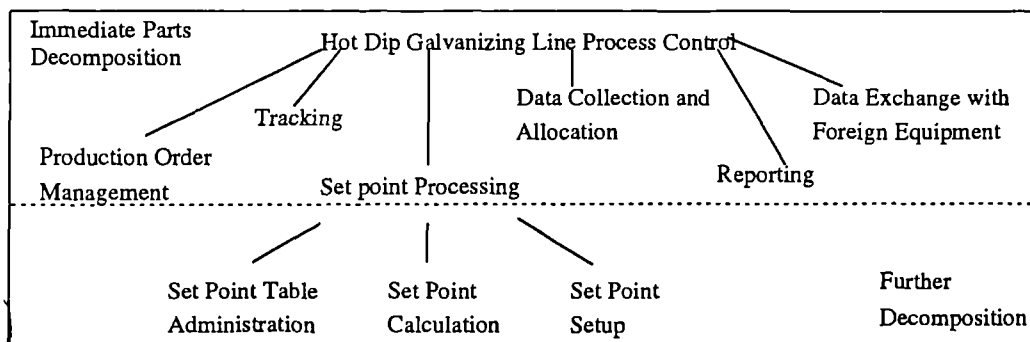 Immediate Parts
Decomposition
Hot Dip Galvanizing Line Process Control
Tracking
Data Collection and
Allocation
Data Exchange with
Foreign Equipment
Production Order
Management
Set point Processing
Reporting
Set Point Table
Administration
Set Point
Calculation
Set Point
Setup
Further
Decomposition